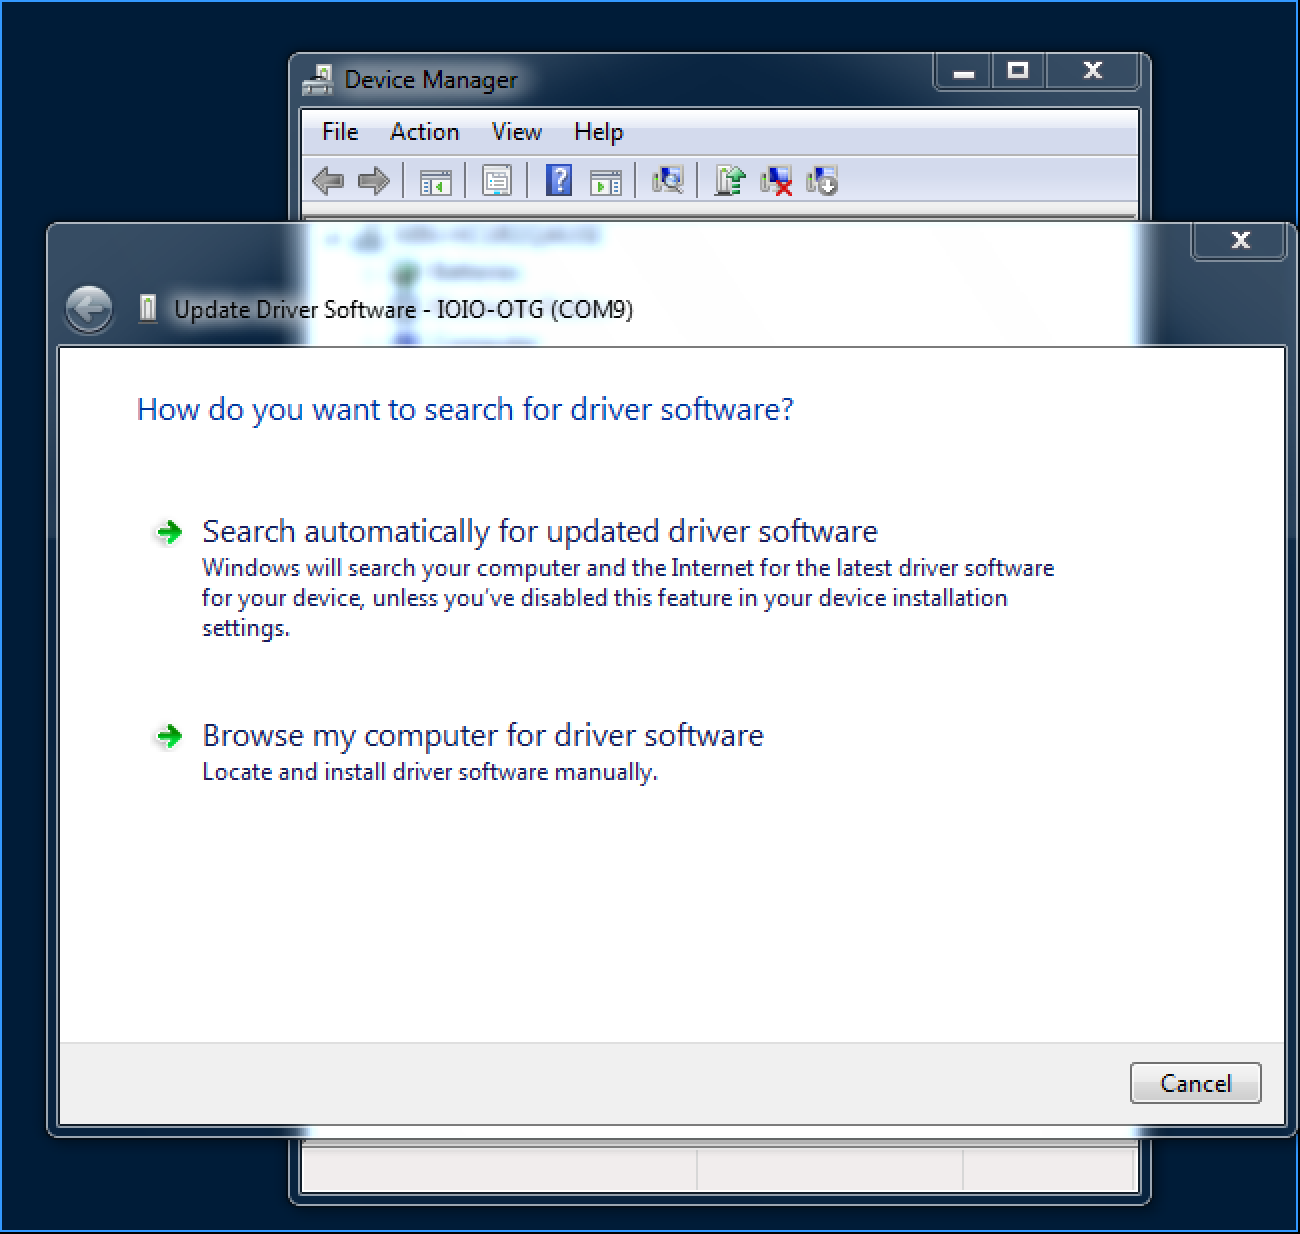 Device Manager
File Action View Help
Update Driver Software - IOIO-OTG (COM9)
How do you want to search for driver software?
Search automatically for updated driver software
Windows will search your computer and the Internet for the latest driver software
for your device, unless you've disabled this feature in your device installation
settings.
Browse my computer for driver software
Locate and install driver software manually.
Cancel